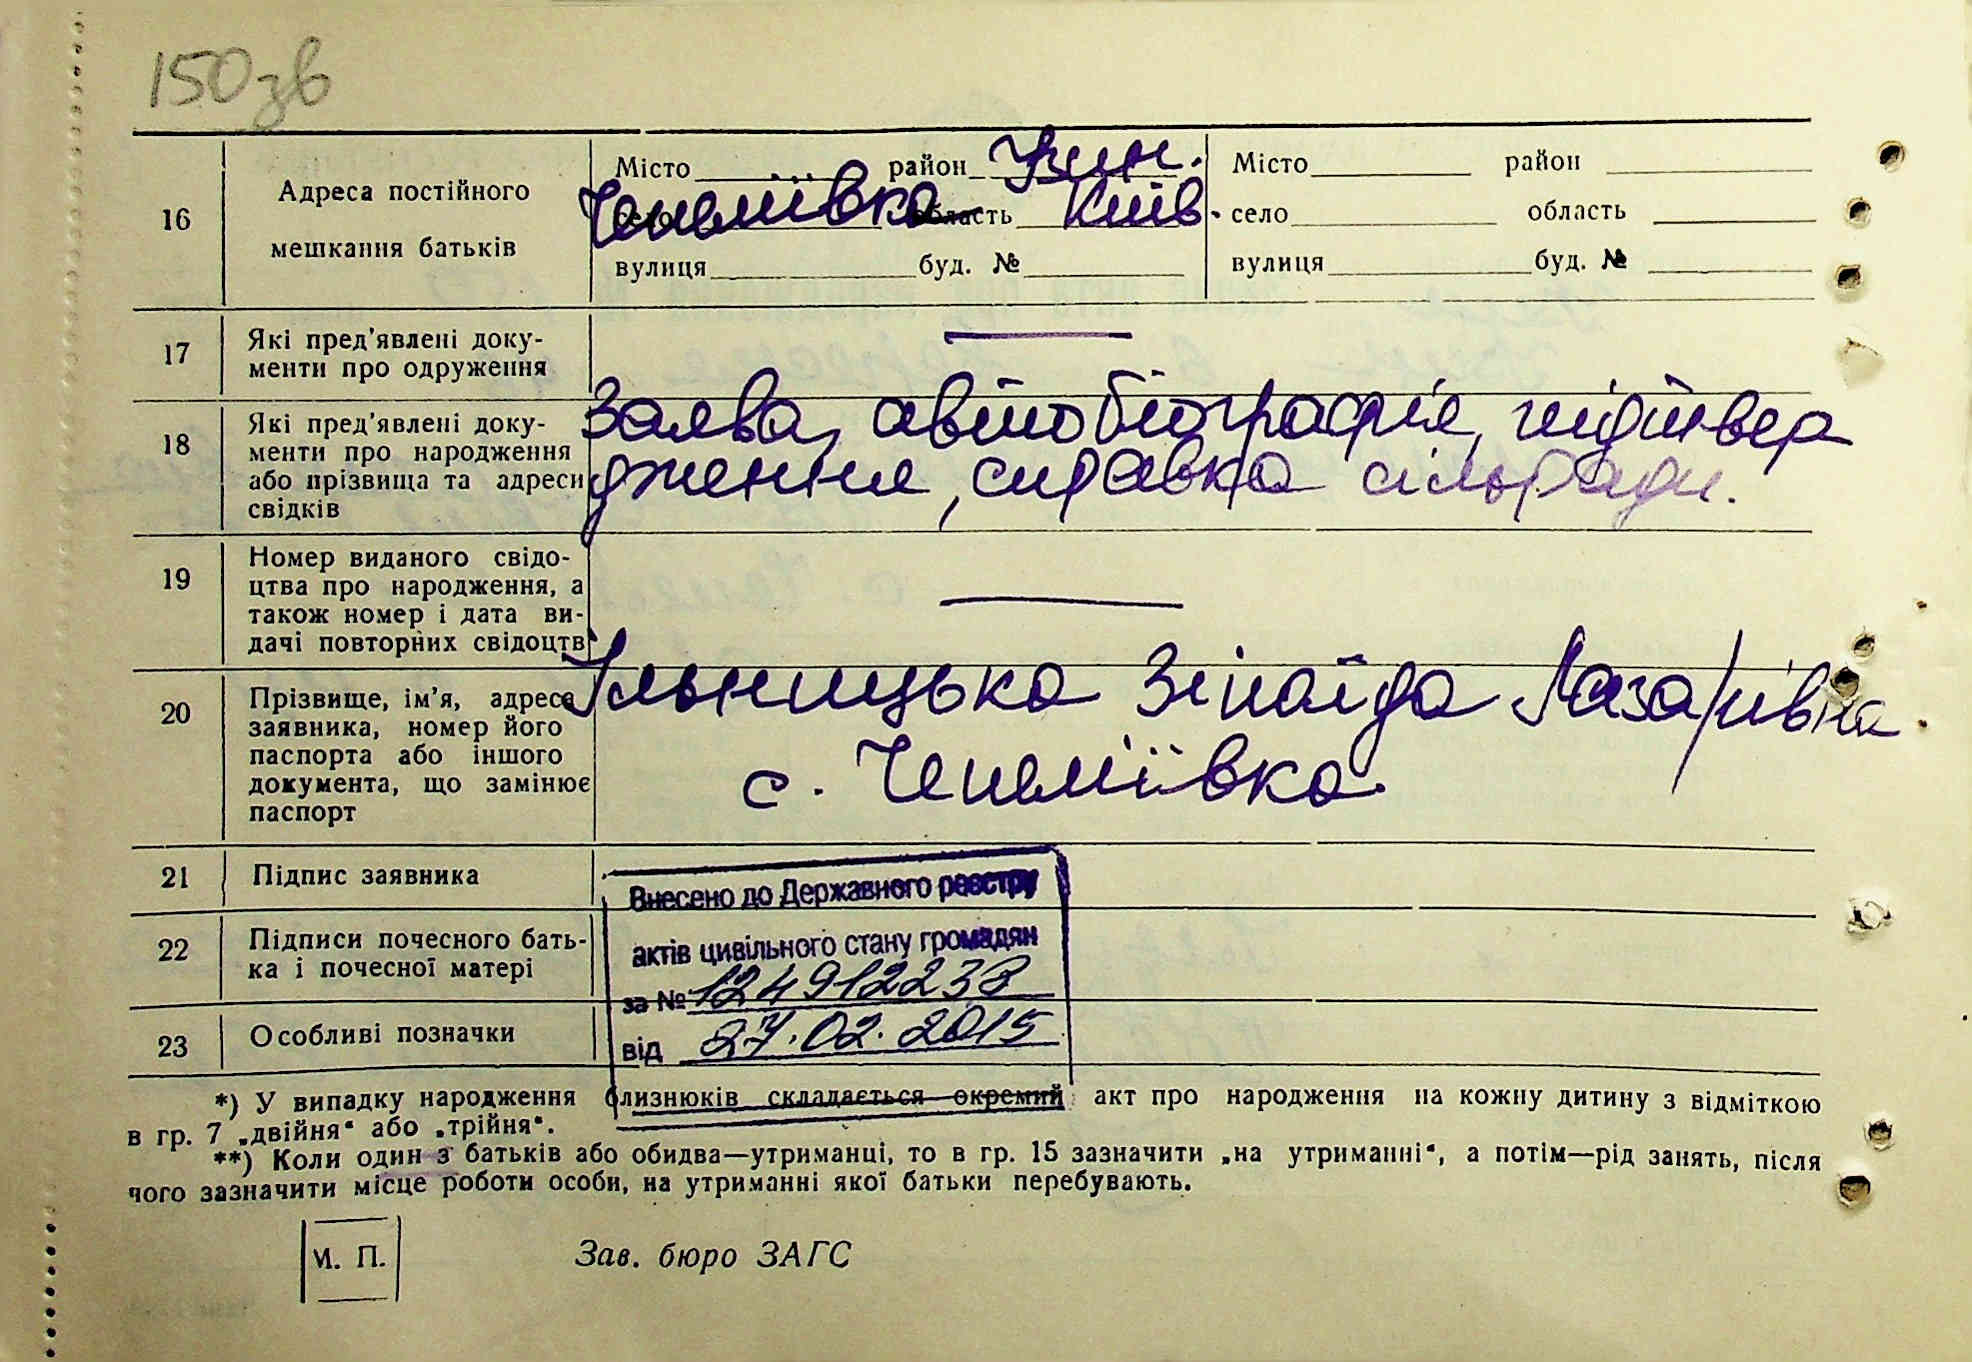 150зв
16
Адреса постійного
мешкання батьків
Місто район Узин.
село Чепеліївка область Київ.
вулиця буд. №
Місто район
село область
вулиця буд. №
17
Які пред'явлені доку-
менти про одруження
—
18
Які пред'явлені доку-
менти про народження
або прізвища та адреси
свідків
Заява, автобіографія, підтвер
дження, справка сільради.
19
Номер виданого свідо-
цтва про народження, а
також номер і дата ви-
дачі повторних свідоцтв
—
20
Прізвище, ім'я, адреса
заявника, номер його
паспорта або іншого
документа, що замінює
паспорт
Ільницька Зінаїда Лазарівна
с. Чепеліївка
21
Підпис заявника
22
Підписи почесного бать-
ка і почесної матері
23
Особливі позначки
Внесено до Державного реєстру
актів цивільного стану громадян
за № 124912238
від 27.02.2015
*) У випадку народження близнюків складається окремий акт про народження на кожну дитину з відміткою
в гр. 7 „двійня“ або „трійня“.
**) Коли один з батьків або обидва—утриманці, то в гр. 15 зазначити „на утриманні“, а потім—рід занять, після
чого зазначити місце роботи особи, на утриманні якої батьки перебувають.
М. П.
Зав. бюро ЗАГС